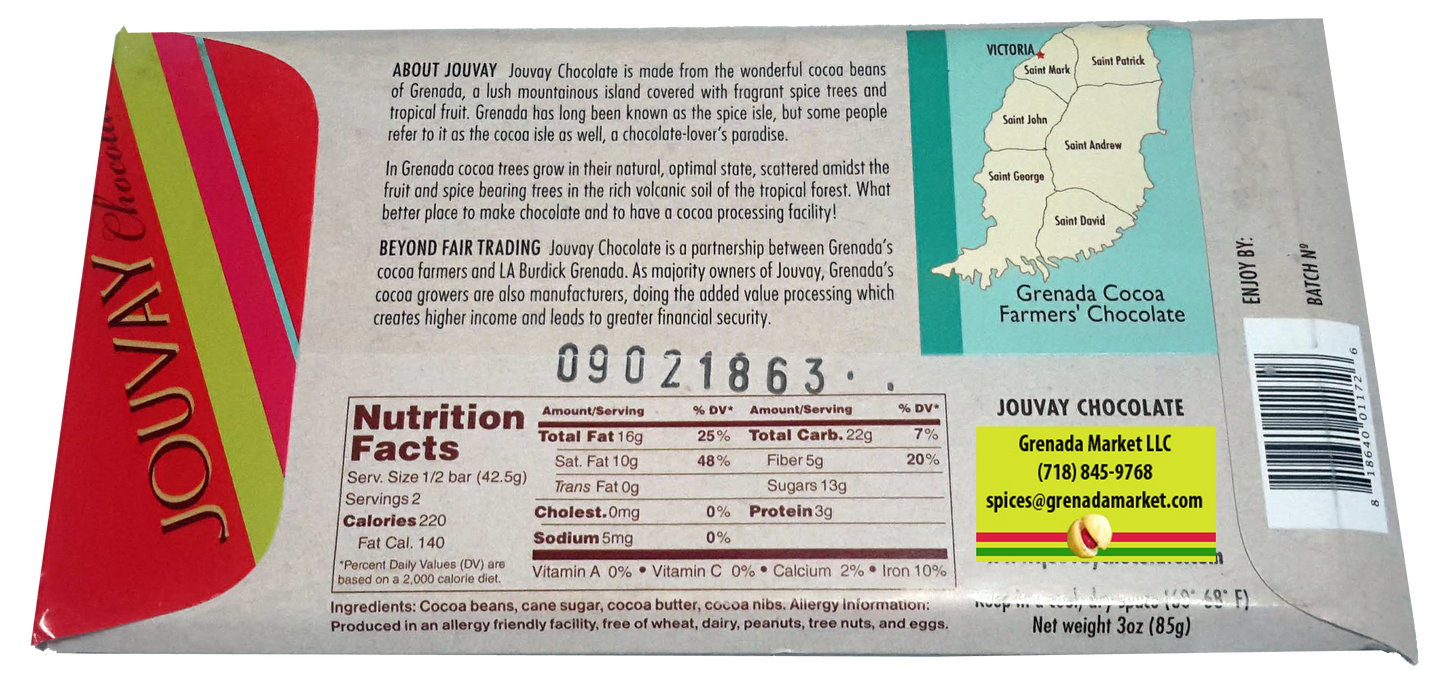 JOUVAY Chocolate
ABOUT JOUVAY Jouvay Chocolate is made from the wonderful cocoa beans
of Grenada, a lush mountainous island covered with fragrant spice trees and
tropical fruit. Grenada has long been known as the spice isle, but some people
refer to it as the cocoa isle as well, a chocolate-lover's paradise.
In Grenada cocoa trees grow in their natural, optimal state, scattered amidst the
fruit and spice bearing trees in the rich volcanic soil of the tropical forest. What
better place to make chocolate and to have a cocoa processing facility!
BEYOND FAIR TRADING Jouvay Chocolate is a partnership between Grenada's
cocoa farmers and LA Burdick Grenada. As majority owners of Jouvay, Grenada's
cocoa growers are also manufacturers, doing the added value processing which
creates higher income and leads to greater financial security.
VICTORIA
Saint Mark
Saint Patrick
Saint John
Saint Andrew
Saint George
Saint David
Grenada Cocoa
Farmers' Chocolate
ENJOY BY:
BATCH Nº
8 18640 01172 6
09021863
Nutrition
Facts
Serv. Size 1/2 bar (42.5g)
Servings 2
Calories 220
Fat Cal. 140
*Percent Daily Values (DV) are
based on a 2,000 calorie diet.
Amount/Serving % DV* Amount/Serving % DV*
Total Fat 16g 25% Total Carb. 22g 7%
Sat. Fat 10g 48% Fiber 5g 20%
Trans Fat 0g Sugars 13g
Cholest. 0mg 0% Protein 3g
Sodium 5mg 0%
Vitamin A 0% • Vitamin C 0% • Calcium 2% • Iron 10%
Ingredients: Cocoa beans, cane sugar, cocoa butter, cocoa nibs. Allergy Information:
Produced in an allergy friendly facility, free of wheat, dairy, peanuts, tree nuts, and eggs.
JOUVAY CHOCOLATE
Grenada Market LLC
(718) 845-9768
spices@grenadamarket.com
Keep in a cool, dry space (60° 68° F)
Net weight 3oz (85g)